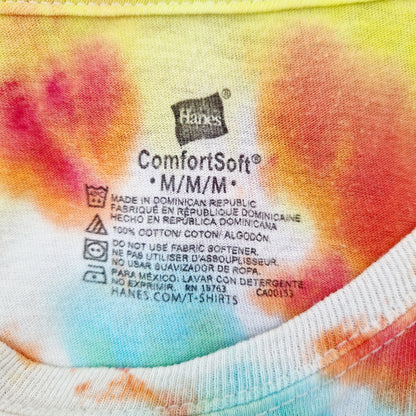 Hanes®
ComfortSoft®
• M/M/M •
MADE IN DOMINICAN REPUBLIC
FABRIQUÉ EN RÉPUBLIQUE DOMINICAINE
HECHO EN REPÚBLICA DOMINICANA
100% COTTON/ COTON/ ALGODÓN
DO NOT USE FABRIC SOFTENER.
NE PAS UTILISER D'ASSOUPLISSEUR.
NO USAR SUAVIZADOR DE ROPA.
PARA MÉXICO: LAVAR CON DETERGENTE.
NO EXPRIMIR. RN 15763
HANES.COM/T-SHIRTS CA00153